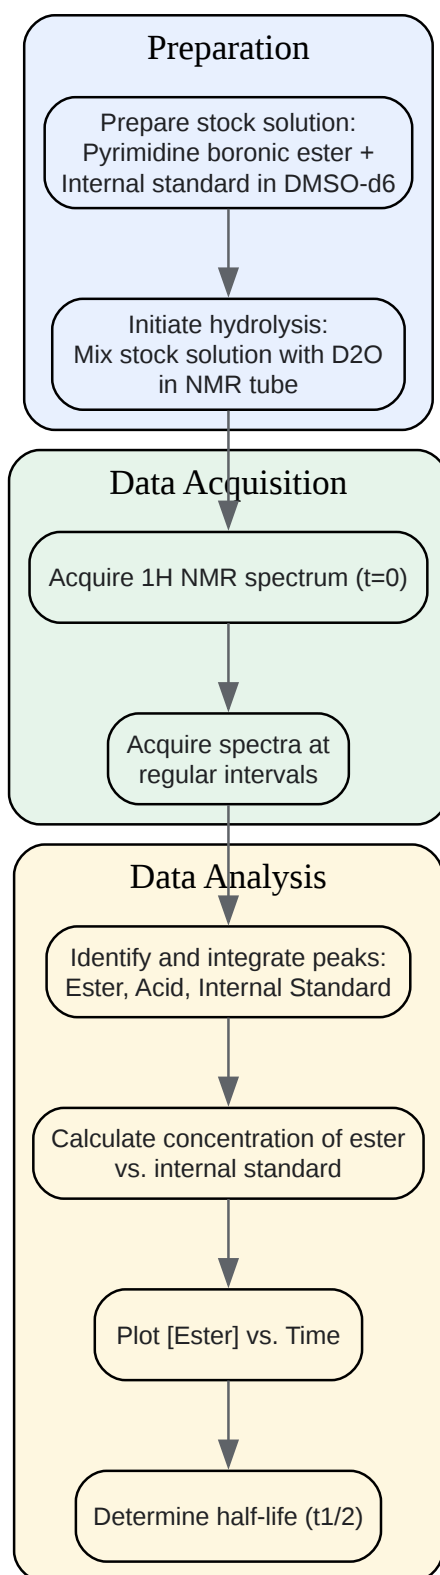 Preparation
Prepare stock solution:
Pyrimidine boronic ester +
Internal standard in DMSO-d6
Initiate hydrolysis:
Mix stock solution with D2O
in NMR tube
Data Acquisition
Acquire 1H NMR spectrum (t=0)
Acquire spectra at
regular intervals
Data Analysis
Identify and integrate peaks:
Ester, Acid, Internal Standard
Calculate concentration of ester
vs. internal standard
Plot [Ester] vs. Time
Determine half-life (t1/2)